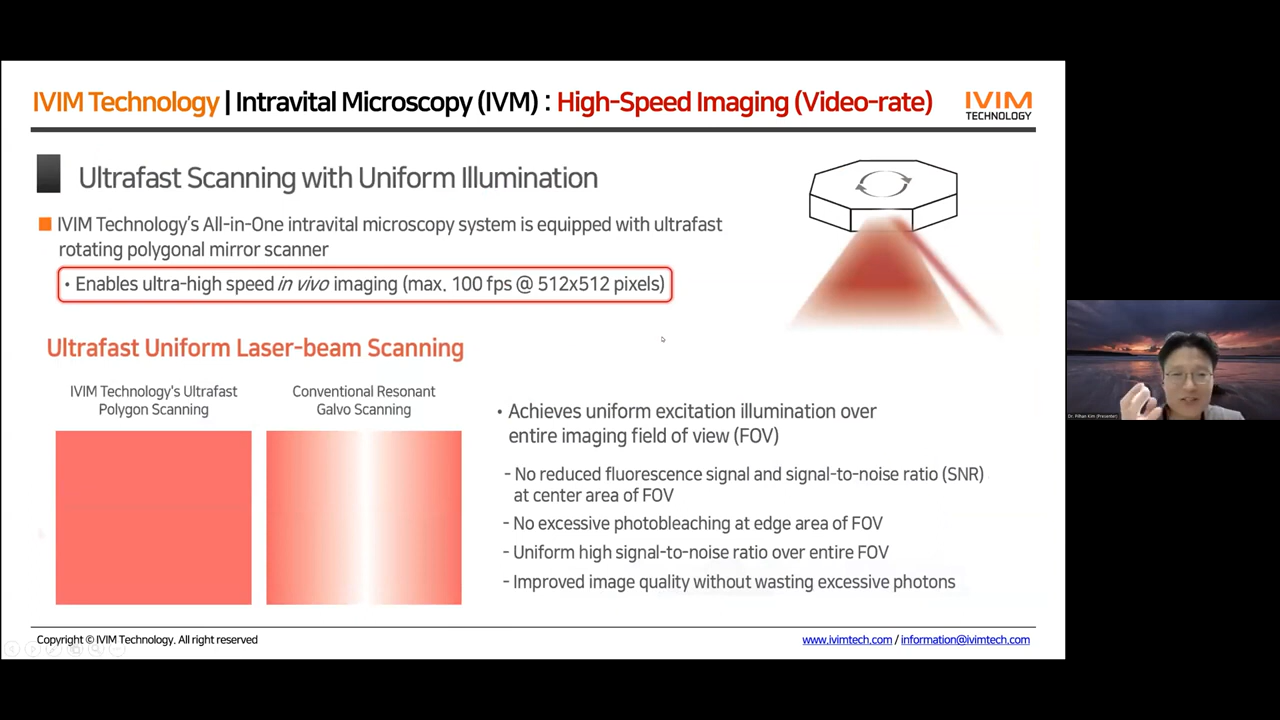 IVIM Technology | Intravital Microscopy (IVM) : High-Speed Imaging (Video-rate)
IVIM
TECHNOLOGY
Ultrafast Scanning with Uniform Illumination
IVIM Technology's All-in-One intravital microscopy system is equipped with ultrafast
rotating polygonal mirror scanner
• Enables ultra-high speed in vivo imaging (max. 100 fps @ 512x512 pixels)
Ultrafast Uniform Laser-beam Scanning
IVIM Technology's Ultrafast
Polygon Scanning
Conventional Resonant
Galvo Scanning
• Achieves uniform excitation illumination over
entire imaging field of view (FOV)
- No reduced fluorescence signal and signal-to-noise ratio (SNR)
at center area of FOV
- No excessive photobleaching at edge area of FOV
- Uniform high signal-to-noise ratio over entire FOV
- Improved image quality without wasting excessive photons
Copyright © IVIM Technology. All right reserved
www.ivimtech.com / information@ivimtech.com
Dr. Pilhan Kim (Presenter)